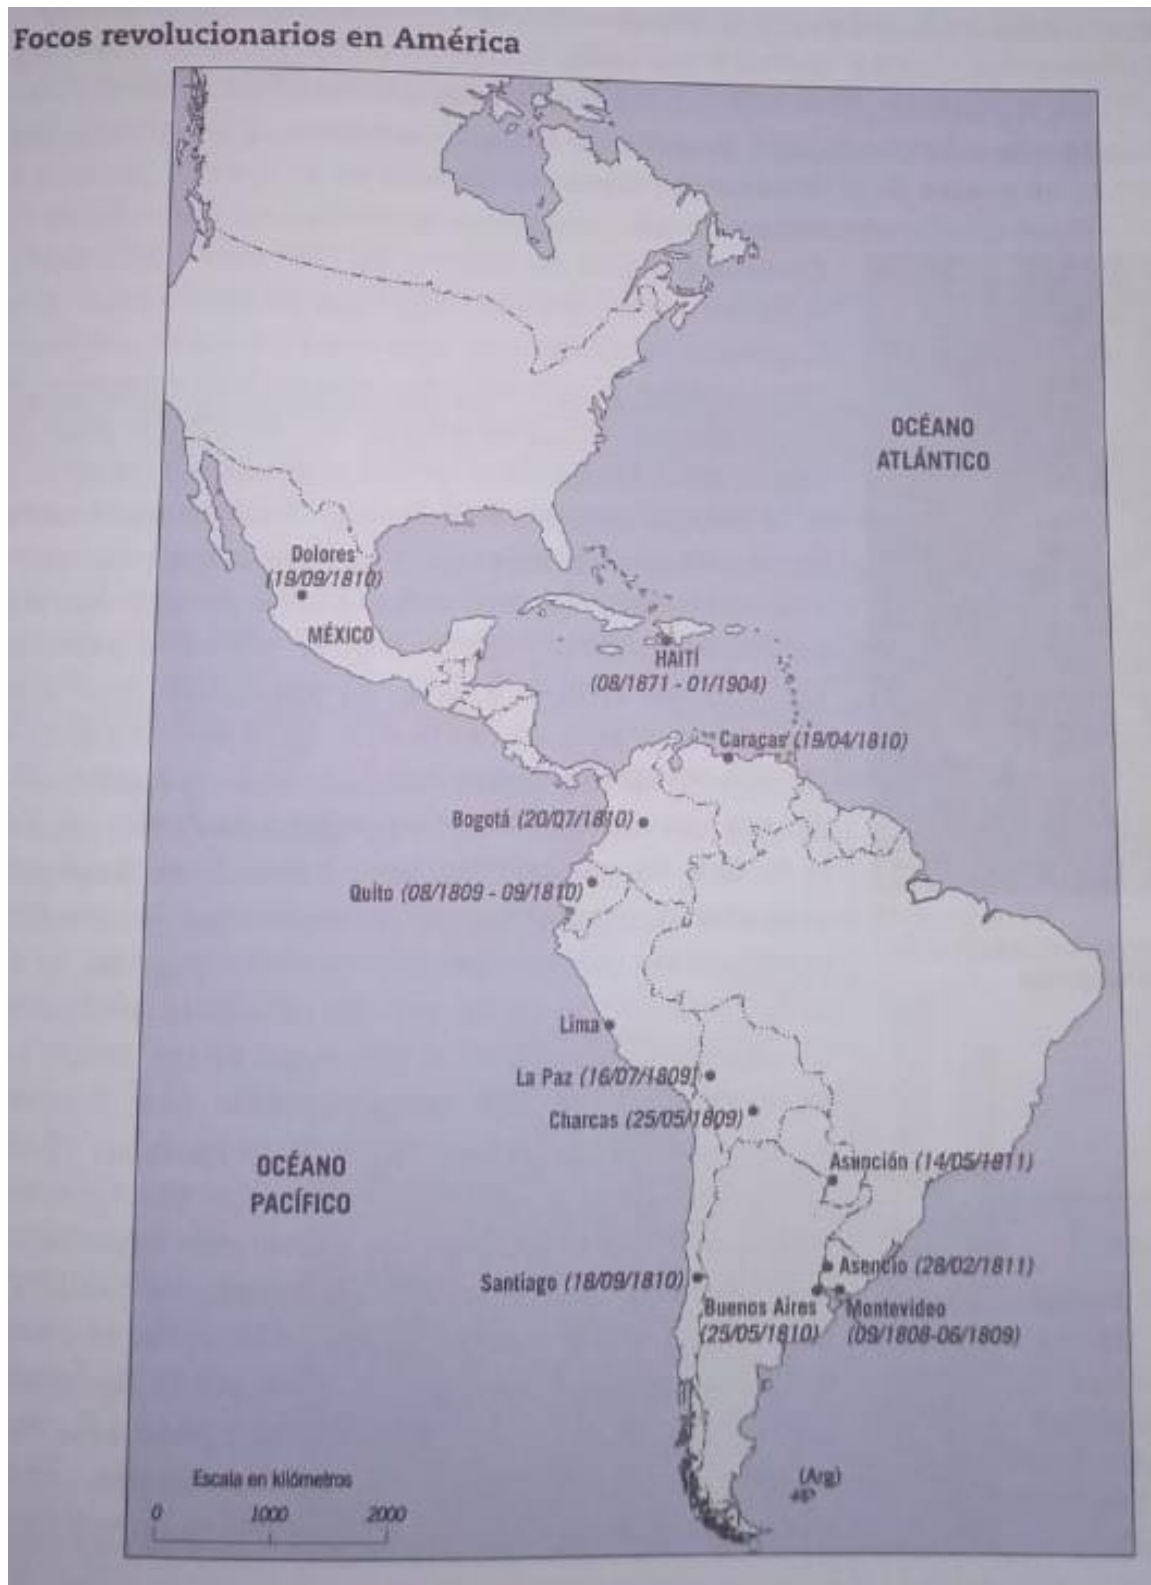 Focos revolucionarios en América
OCÉANO
ATLÁNTICO
Dolores
(19/09/1810)
MÉXICO
HAITÍ
(08/1871 - 01/1904)
Caracas (19/04/1810)
Bogotá (20/07/1810)
Quito (08/1809 - 09/1810)
Lima
La Paz (16/07/1809)
Charcas (25/05/1809)
OCÉANO
PACÍFICO
Asunción (14/05/1811)
Santiago (18/09/1810)
Asencio (28/02/1811)
Buenos Aires
(25/05/1810)
Montevideo
(09/1808-06/1809)
Escala en kilómetros
0 1000 2000
(Arg)